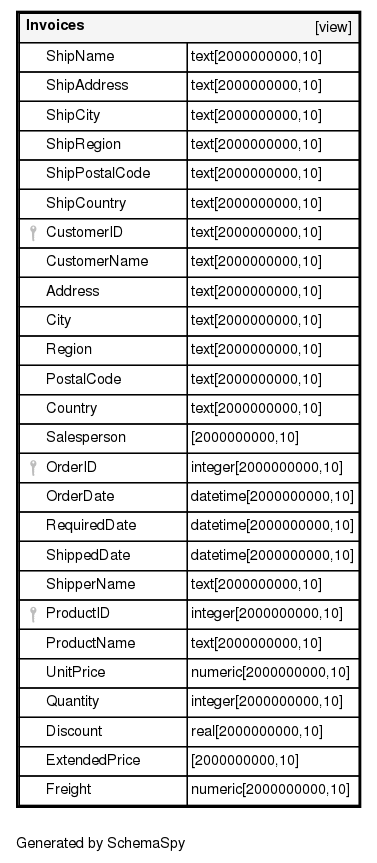 Invoices [view]
ShipName text[2000000000,10]
ShipAddress text[2000000000,10]
ShipCity text[2000000000,10]
ShipRegion text[2000000000,10]
ShipPostalCode text[2000000000,10]
ShipCountry text[2000000000,10]
CustomerID text[2000000000,10]
CustomerName text[2000000000,10]
Address text[2000000000,10]
City text[2000000000,10]
Region text[2000000000,10]
PostalCode text[2000000000,10]
Country text[2000000000,10]
Salesperson [2000000000,10]
OrderID integer[2000000000,10]
OrderDate datetime[2000000000,10]
RequiredDate datetime[2000000000,10]
ShippedDate datetime[2000000000,10]
ShipperName text[2000000000,10]
ProductID integer[2000000000,10]
ProductName text[2000000000,10]
UnitPrice numeric[2000000000,10]
Quantity integer[2000000000,10]
Discount real[2000000000,10]
ExtendedPrice [2000000000,10]
Freight numeric[2000000000,10]
Generated by SchemaSpy